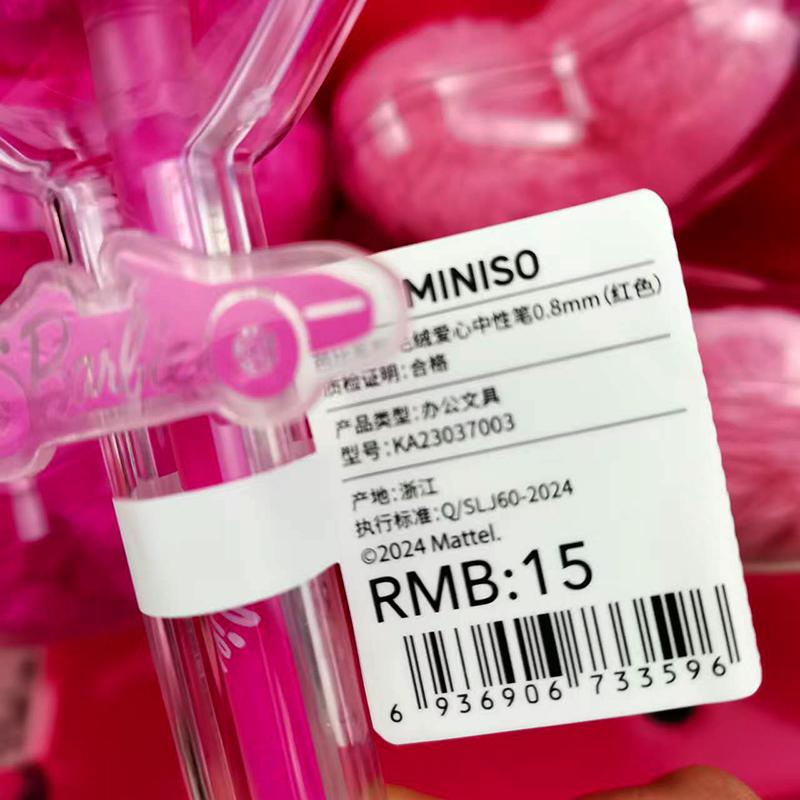 Barbie
MINISO
绒爱心中性笔0.8mm(红色)
质检证明:合格
产品类型:办公文具
型号:KA23037003
产地:浙江
执行标准:Q/SLJ60-2024
©2024 Mattel.
RMB:15
6 936906 733596